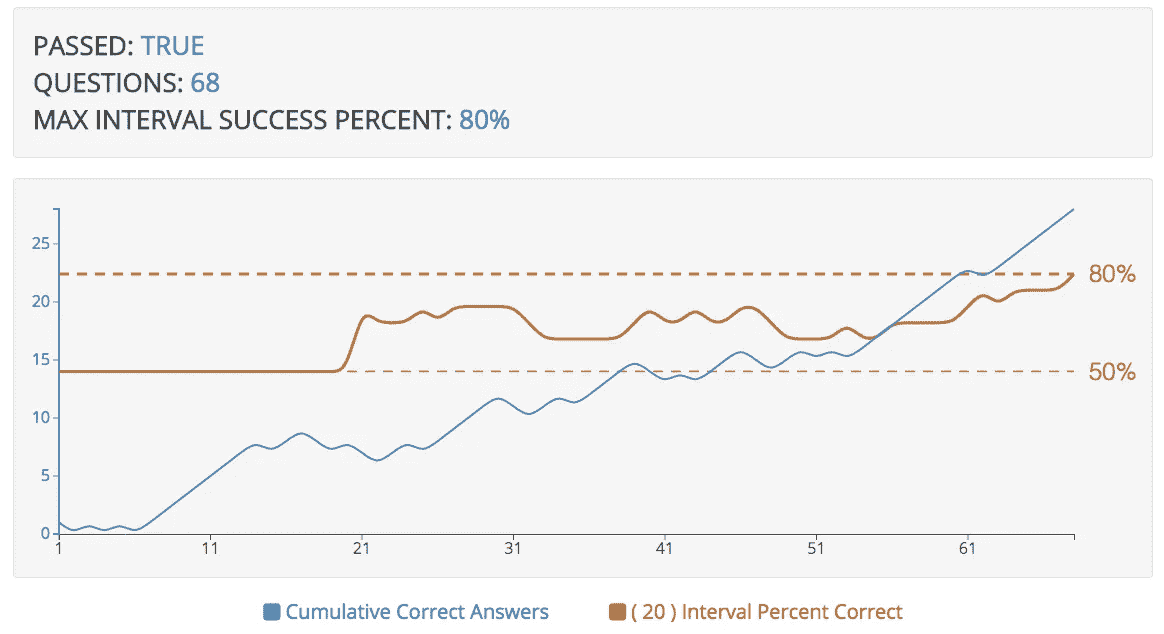 PASSED: TRUE
QUESTIONS: 68
MAX INTERVAL SUCCESS PERCENT: 80%
25
20
15
10
5
0
80%
50%
1 11 21 31 41 51 61
Cumulative Correct Answers ( 20 ) Interval Percent Correct